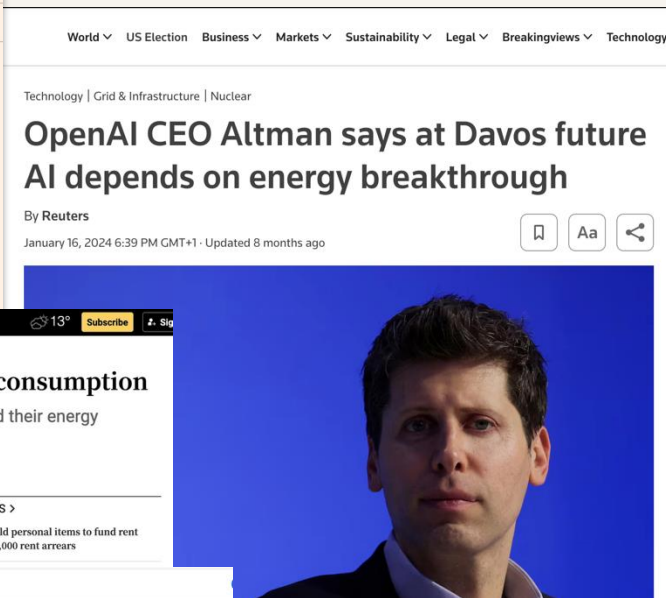 World US Election Business Markets Sustainability Legal Breakingviews Technology
Technology | Grid & Infrastructure | Nuclear
OpenAI CEO Altman says at Davos future
AI depends on energy breakthrough
By Reuters
January 16, 2024 6:39 PM GMT+1 · Updated 8 months ago
Aa
13° Subscribe
consumption
their energy
personal items to fund rent
rent arrears